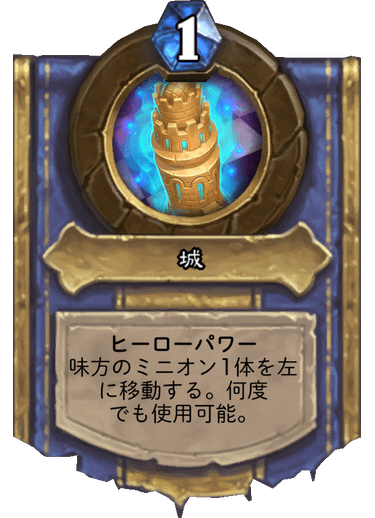 1
城
ヒーローパワー
味方のミニオン1体を左
に移動する。何度
でも使用可能。